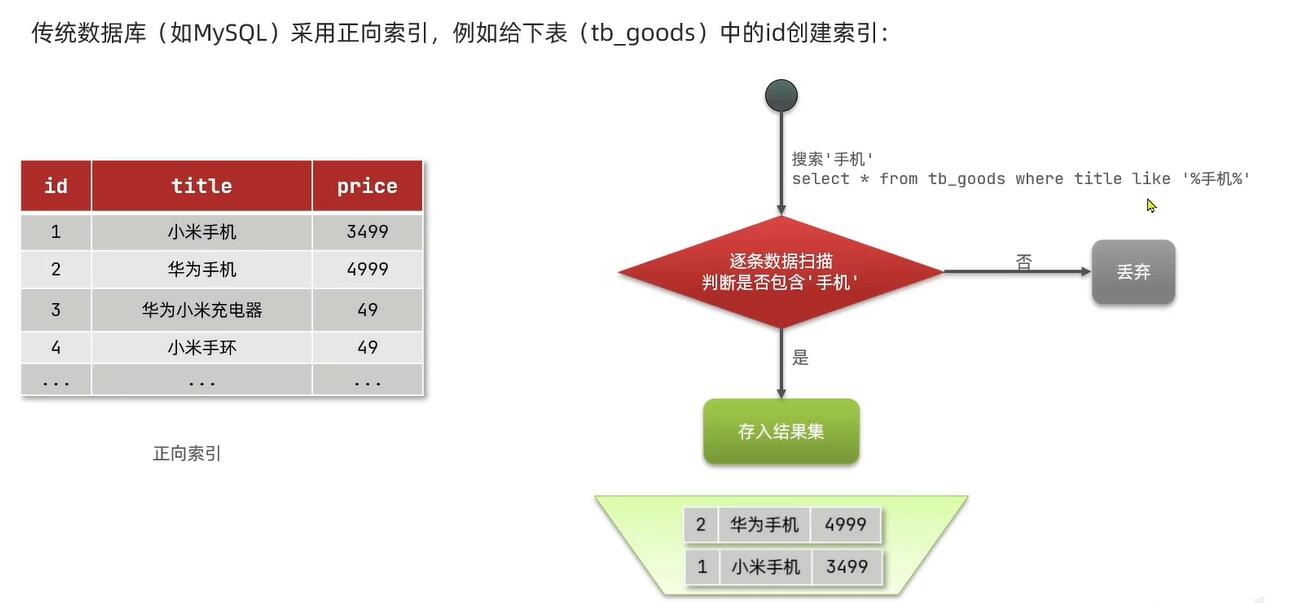 传统数据库（如MySQL）采用正向索引，例如给下表（tb_goods）中的id创建索引：
id title price
1 小米手机 3499
2 华为手机 4999
3 华为小米充电器 49
4 小米手环 49
... ... ...
正向索引
搜索'手机'
select * from tb_goods where title like '%手机%'
逐条数据扫描
判断是否包含'手机'
否
丢弃
是
存入结果集
2 华为手机 4999
1 小米手机 3499